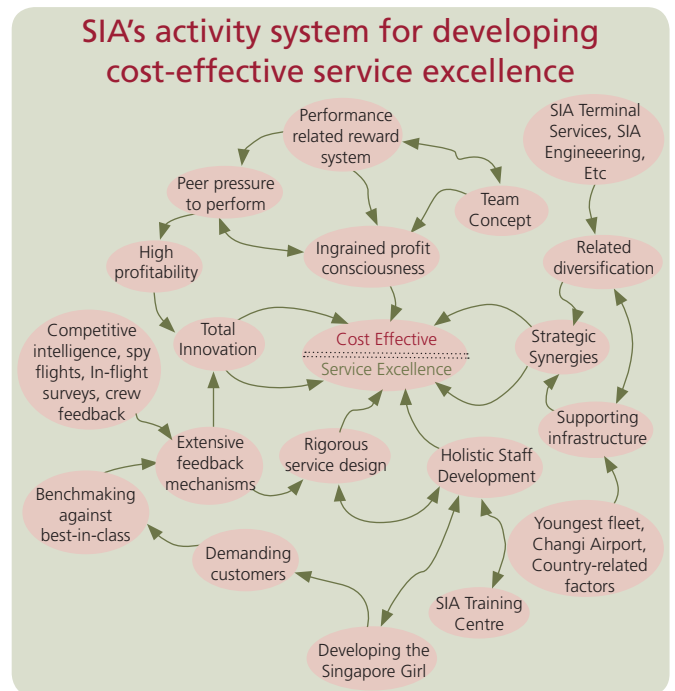 SIA's activity system for developing
cost-effective service excellence
Performance
related reward
system
SIA Terminal
Services, SIA
Engineeering,
Etc
Peer pressure
to perform
Team
Concept
High
profitability
Ingrained profit
consciousness
Related
diversification
Competitive
intelligence, spy
flights, In-flight
surveys, crew
feedback
Total
Innovation
Cost Effective
Service Excellence
Strategic
Synergies
Extensive
feedback
mechanisms
Rigorous
service design
Holistic Staff
Development
Supporting
infrastructure
Benchmaking
against
best-in-class
Demanding
customers
Youngest fleet,
Changi Airport,
Country-related
factors
SIA Training
Centre
Developing the
Singapore Girl